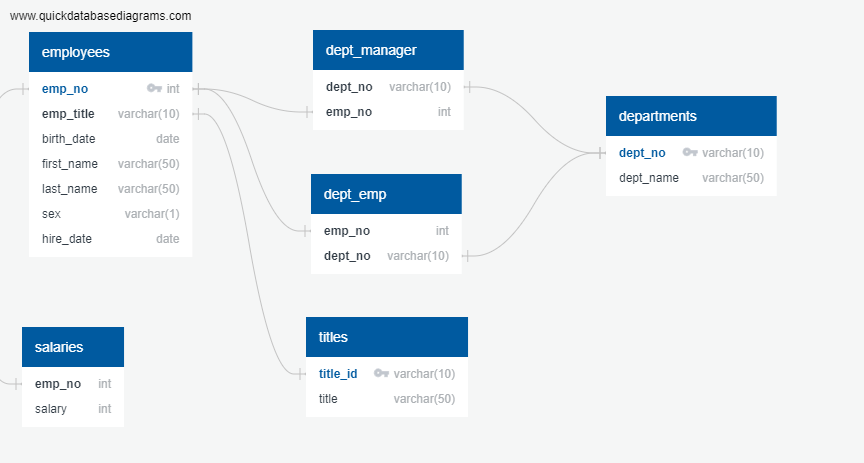 www.quickdatabasediagrams.com
employees
emp_no int
emp_title varchar(10)
birth_date date
first_name varchar(50)
last_name varchar(50)
sex varchar(1)
hire_date date
dept_manager
dept_no varchar(10)
emp_no int
departments
dept_no varchar(10)
dept_name varchar(50)
dept_emp
emp_no int
dept_no varchar(10)
salaries
emp_no int
salary int
titles
title_id varchar(10)
title varchar(50)